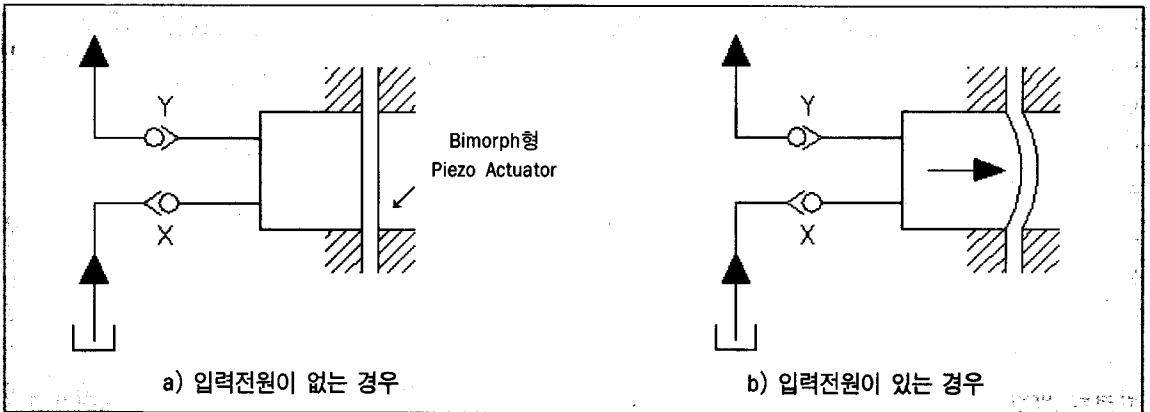 Y
X
Bimorph형
Piezo Actuator
a) 입력전원이 없는 경우
Y
X
b) 입력전원이 있는 경우